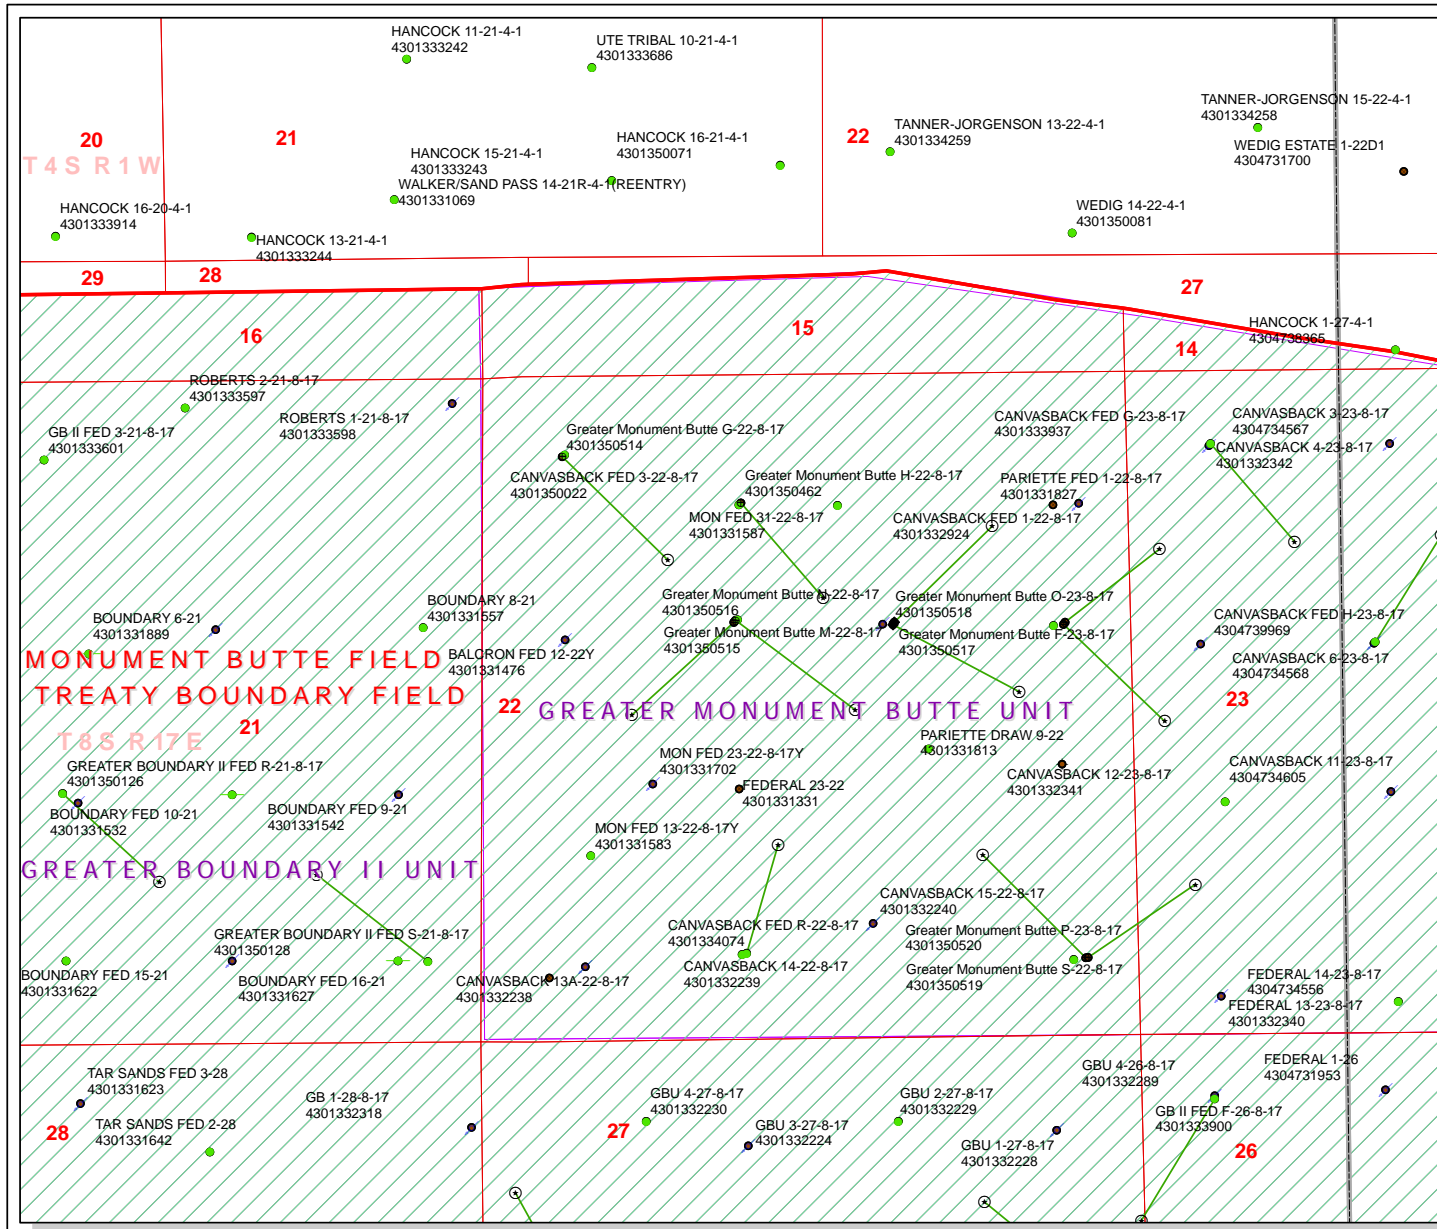 HANCOCK 11-21-4-1
4301333242
UTE TRIBAL 10-21-4-1
4301333686
20
T4S R1W
21
HANCOCK 15-21-4-1
4301333243
HANCOCK 16-21-4-1
4301350071
WALKER/SAND PASS 14-21R-4-1(REENTRY)
4301331069
22
TANNER-JORGENSON 13-22-4-1
4301334259
TANNER-JORGENSON 15-22-4-1
4301334258
WEDIG ESTATE 1-22D1
4304731700
WEDIG 14-22-4-1
4301350081
HANCOCK 16-20-4-1
4301333914
HANCOCK 13-21-4-1
4301333244
29
28
27
16
15
14
HANCOCK 1-27-4-1
4304738365
ROBERTS 2-21-8-17
4301333597
ROBERTS 1-21-8-17
4301333598
GB II FED 3-21-8-17
4301333601
Greater Monument Butte G-22-8-17
4301350514
CANVASBACK FED 3-22-8-17
4301350022
Greater Monument Butte H-22-8-17
4301350462
MON FED 31-22-8-17
4301331587
CANVASBACK FED G-23-8-17
4301333937
CANVASBACK 3-23-8-17
4304734567
CANVASBACK 4-23-8-17
4301332342
PARIETTE FED 1-22-8-17
4301331827
CANVASBACK FED 1-22-8-17
4301332924
BOUNDARY 6-21
4301331889
BOUNDARY 8-21
4301331557
BALCRON FED 12-22Y
4301331476
Greater Monument Butte N-22-8-17
4301350516
Greater Monument Butte M-22-8-17
4301350515
Greater Monument Butte O-23-8-17
4301350518
Greater Monument Butte F-23-8-17
4301350517
CANVASBACK FED H-23-8-17
4304739969
CANVASBACK 6-23-8-17
4304734568
MONUMENT BUTTE FIELD
TREATY BOUNDARY FIELD
21
22
23
GREATER MONUMENT BUTTE UNIT
T8S R17E
GREATER BOUNDARY II FED R-21-8-17
4301350126
BOUNDARY FED 10-21
4301331532
BOUNDARY FED 9-21
4301331542
MON FED 23-22-8-17Y
4301331702
FEDERAL 23-22
4301331331
PARIETTE DRAW 9-22
4301331813
CANVASBACK 12-23-8-17
4301332341
CANVASBACK 11-23-8-17
4304734605
MON FED 13-22-8-17Y
4301331583
GREATER BOUNDARY II UNIT
GREATER BOUNDARY II FED S-21-8-17
4301350128
BOUNDARY FED 15-21
4301331622
BOUNDARY FED 16-21
4301331627
CANVASBACK 13A-22-8-17
4301332238
CANVASBACK FED R-22-8-17
4301334074
CANVASBACK 14-22-8-17
4301332239
CANVASBACK 15-22-8-17
4301332240
Greater Monument Butte P-23-8-17
4301350520
Greater Monument Butte S-22-8-17
4301350519
FEDERAL 14-23-8-17
4304734556
FEDERAL 13-23-8-17
4301332340
TAR SANDS FED 3-28
4301331623
TAR SANDS FED 2-28
4301331642
28
GB 1-28-8-17
4301332318
27
GBU 4-27-8-17
4301332230
GBU 3-27-8-17
4301332224
GBU 2-27-8-17
4301332229
GBU 1-27-8-17
4301332228
GBU 4-26-8-17
4301332289
FEDERAL 1-26
4304731953
GB II FED F-26-8-17
4301333900
26